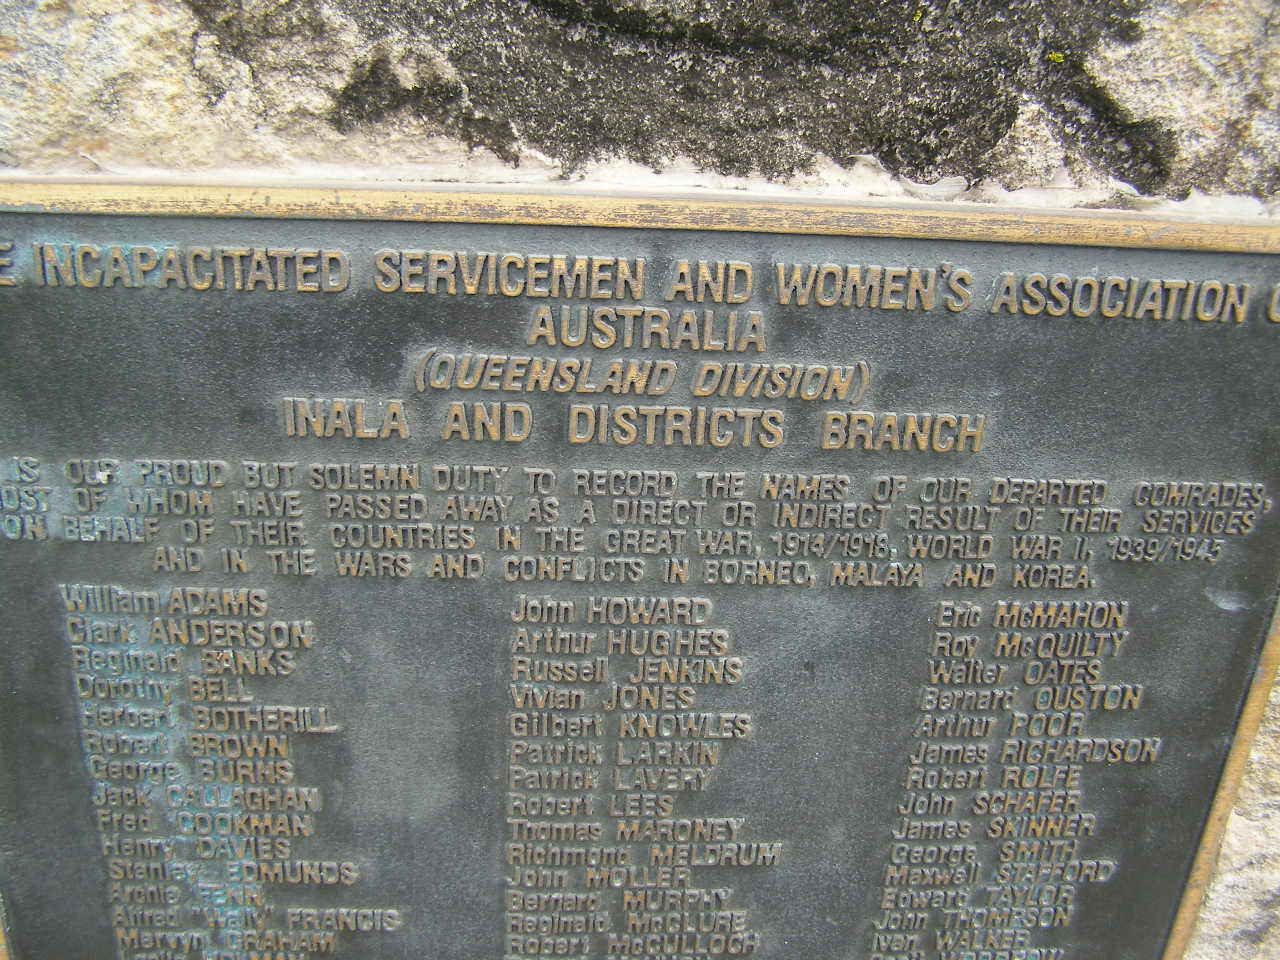 E INCAPACITATED SERVICEMEN AND WOMEN'S ASSOCIATION O
AUSTRALIA
(QUEENSLAND DIVISION)
INALA AND DISTRICTS BRANCH
IS OUR PROUD BUT SOLEMN DUTY TO RECORD THE NAMES OF OUR DEPARTED COMRADES,
MOST OF WHOM HAVE PASSED AWAY AS A DIRECT OR INDIRECT RESULT OF THEIR SERVICES
ON BEHALF OF THEIR COUNTRIES IN THE GREAT WAR, 1914/1918, WORLD WAR II, 1939/1945
AND IN THE WARS AND CONFLICTS IN BORNEO, MALAYA AND KOREA.
William ADAMS
Clark ANDERSON
Reginald BANKS
Dorothy BELL
Herbert BOTHERILL
Robert BROWN
George BURNS
Jack CALLAGHAN
Fred COOKMAN
Henry DAVIES
Stanley EDMUNDS
Archie FENN
Alfred "Wally" FRANCIS
Mervyn GRAHAM
John HOWARD
Arthur HUGHES
Russell JENKINS
Vivian JONES
Gilbert KNOWLES
Patrick LARKIN
Patrick LAVERY
Robert LEES
Thomas MARONEY
Richmond MELDRUM
John MOLLER
Bernard MURPHY
Reginald McCLURE
Robert McCULLOCH
Eric McMAHON
Roy McQUILTY
Walter OATES
Bernart OUSTON
Arthur POOR
James RICHARDSON
Robert ROLFE
John SCHAFER
James SKINNER
George SMITH
Maxwell STAFFORD
Edward TAYLOR
John THOMPSON
Ivan WALKER